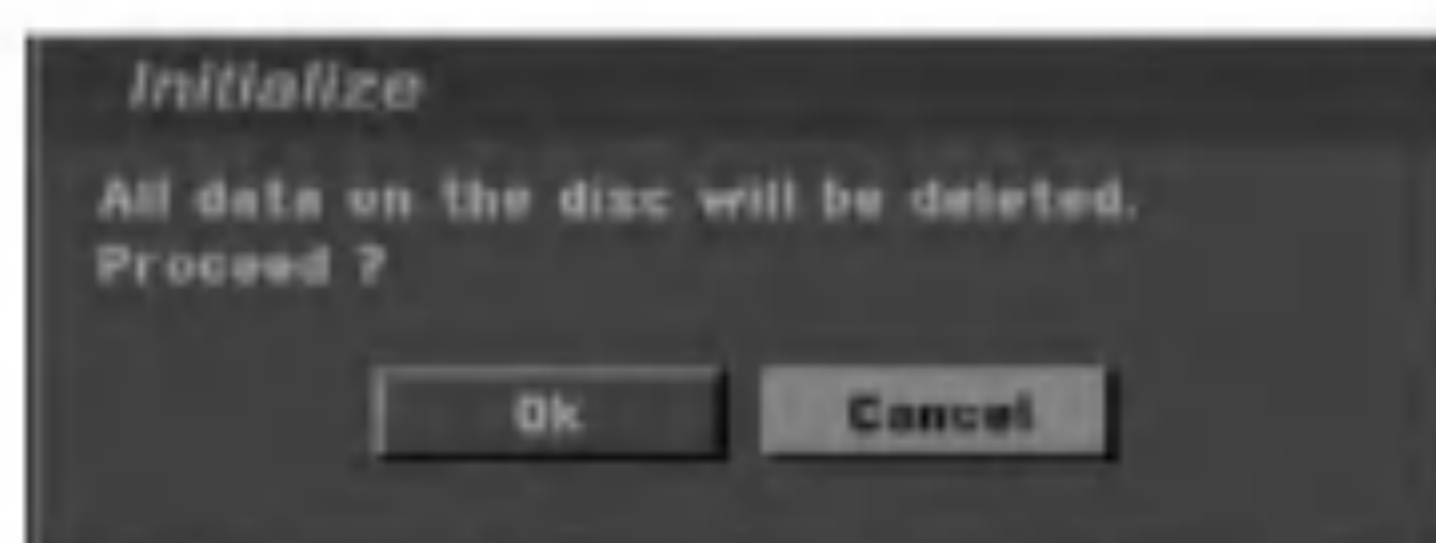 Initialize
All data on the disc will be deleted.
Proceed ?
Ok Cancel